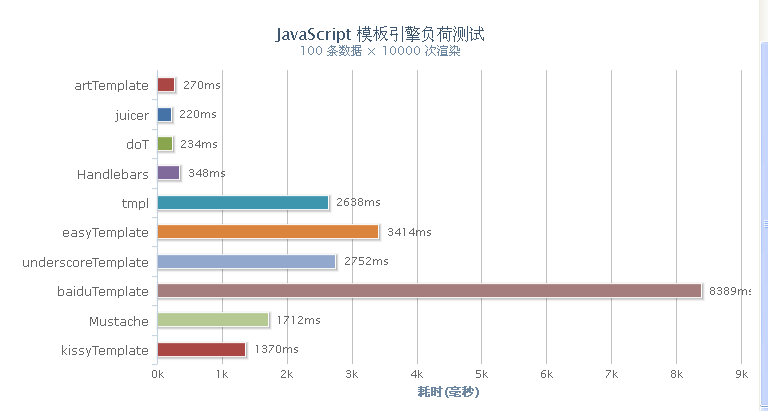 JavaScript 模板引擎负荷测试
100 条数据 × 10000 次渲染
artTemplate 270ms
juicer 220ms
doT 234ms
Handlebars 348ms
tmpl 2638ms
easyTemplate 3414ms
underscoreTemplate 2752ms
baiduTemplate 8389ms
Mustache 1712ms
kissyTemplate 1370ms
0k 1k 2k 3k 4k 5k 6k 7k 8k 9k
耗时(毫秒)